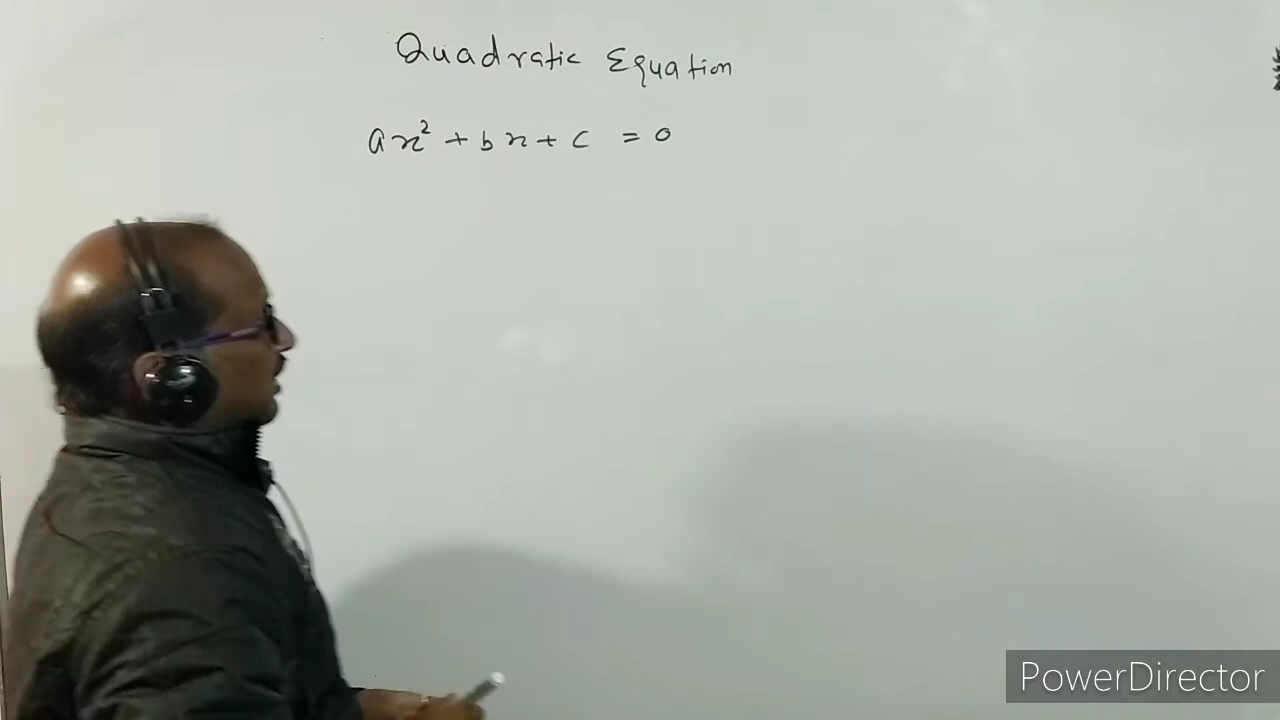 Quadratic Equation
ax² + bx + c = 0
PowerDirector